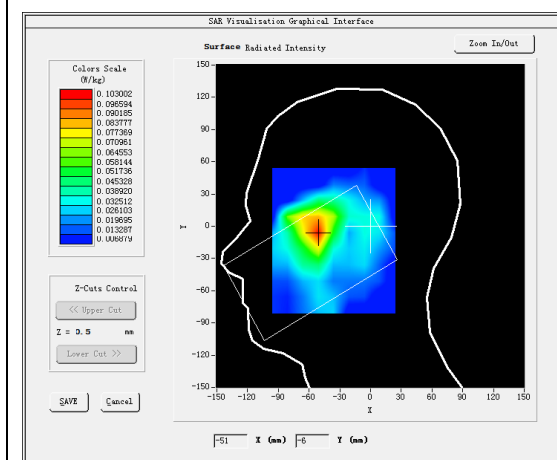 SAR Visualisation Graphical Interface
Surface Radiated Intensity
Zoom In/Out
Colors Scale
(W/kg)
0.103002
0.096594
0.090185
0.083777
0.077369
0.070961
0.064553
0.058144
0.051736
0.045328
0.038920
0.032512
0.026103
0.019695
0.013287
0.006879
150
90
60
30
0
-30
-60
-90
-120
-150
Y
-150 -120 -90 -60 -30 0 30 60 90 120 150
X
Z-Cuts Control
<< Upper Cut
Z = 0.5 mm
Lower Cut >>
SAVE Cancel
-51 X (mm) -6 Y (mm)